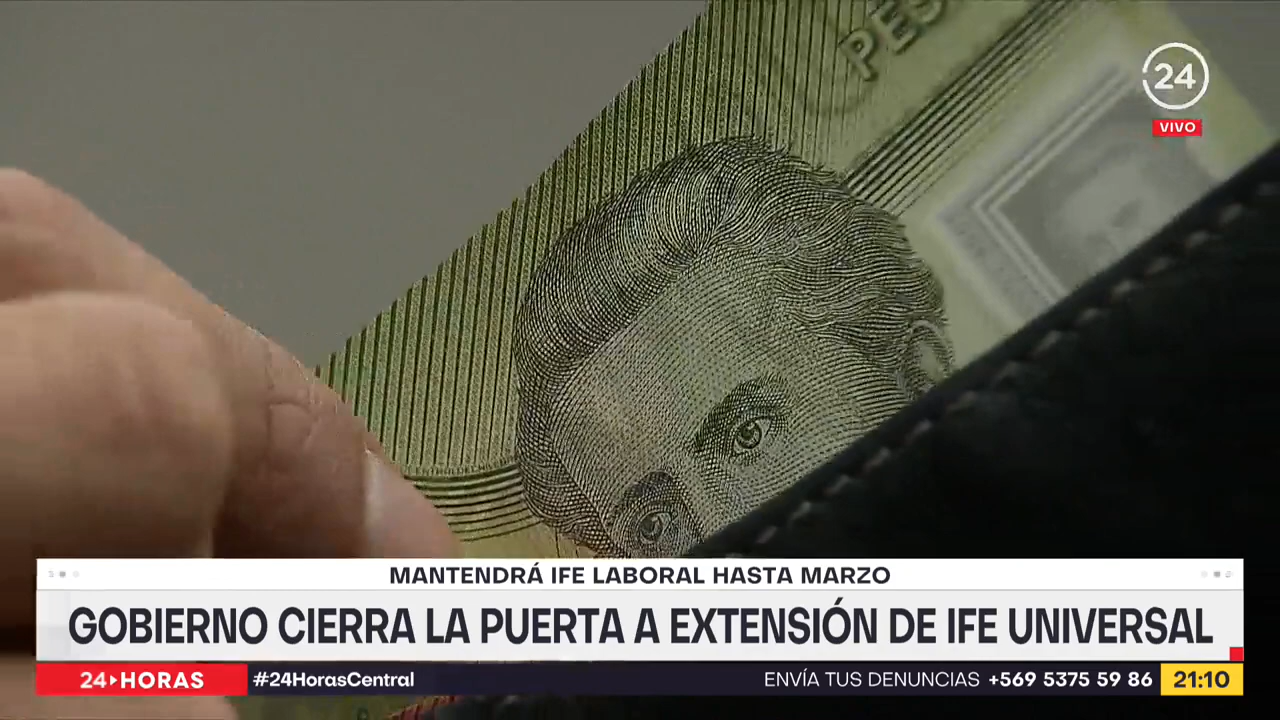 PES
24
VIVO
MANTENDRÁ IFE LABORAL HASTA MARZO
GOBIERNO CIERRA LA PUERTA A EXTENSIÓN DE IFE UNIVERSAL
24 HORAS #24HorasCentral ENVÍA TUS DENUNCIAS +569 5375 59 86 21:10